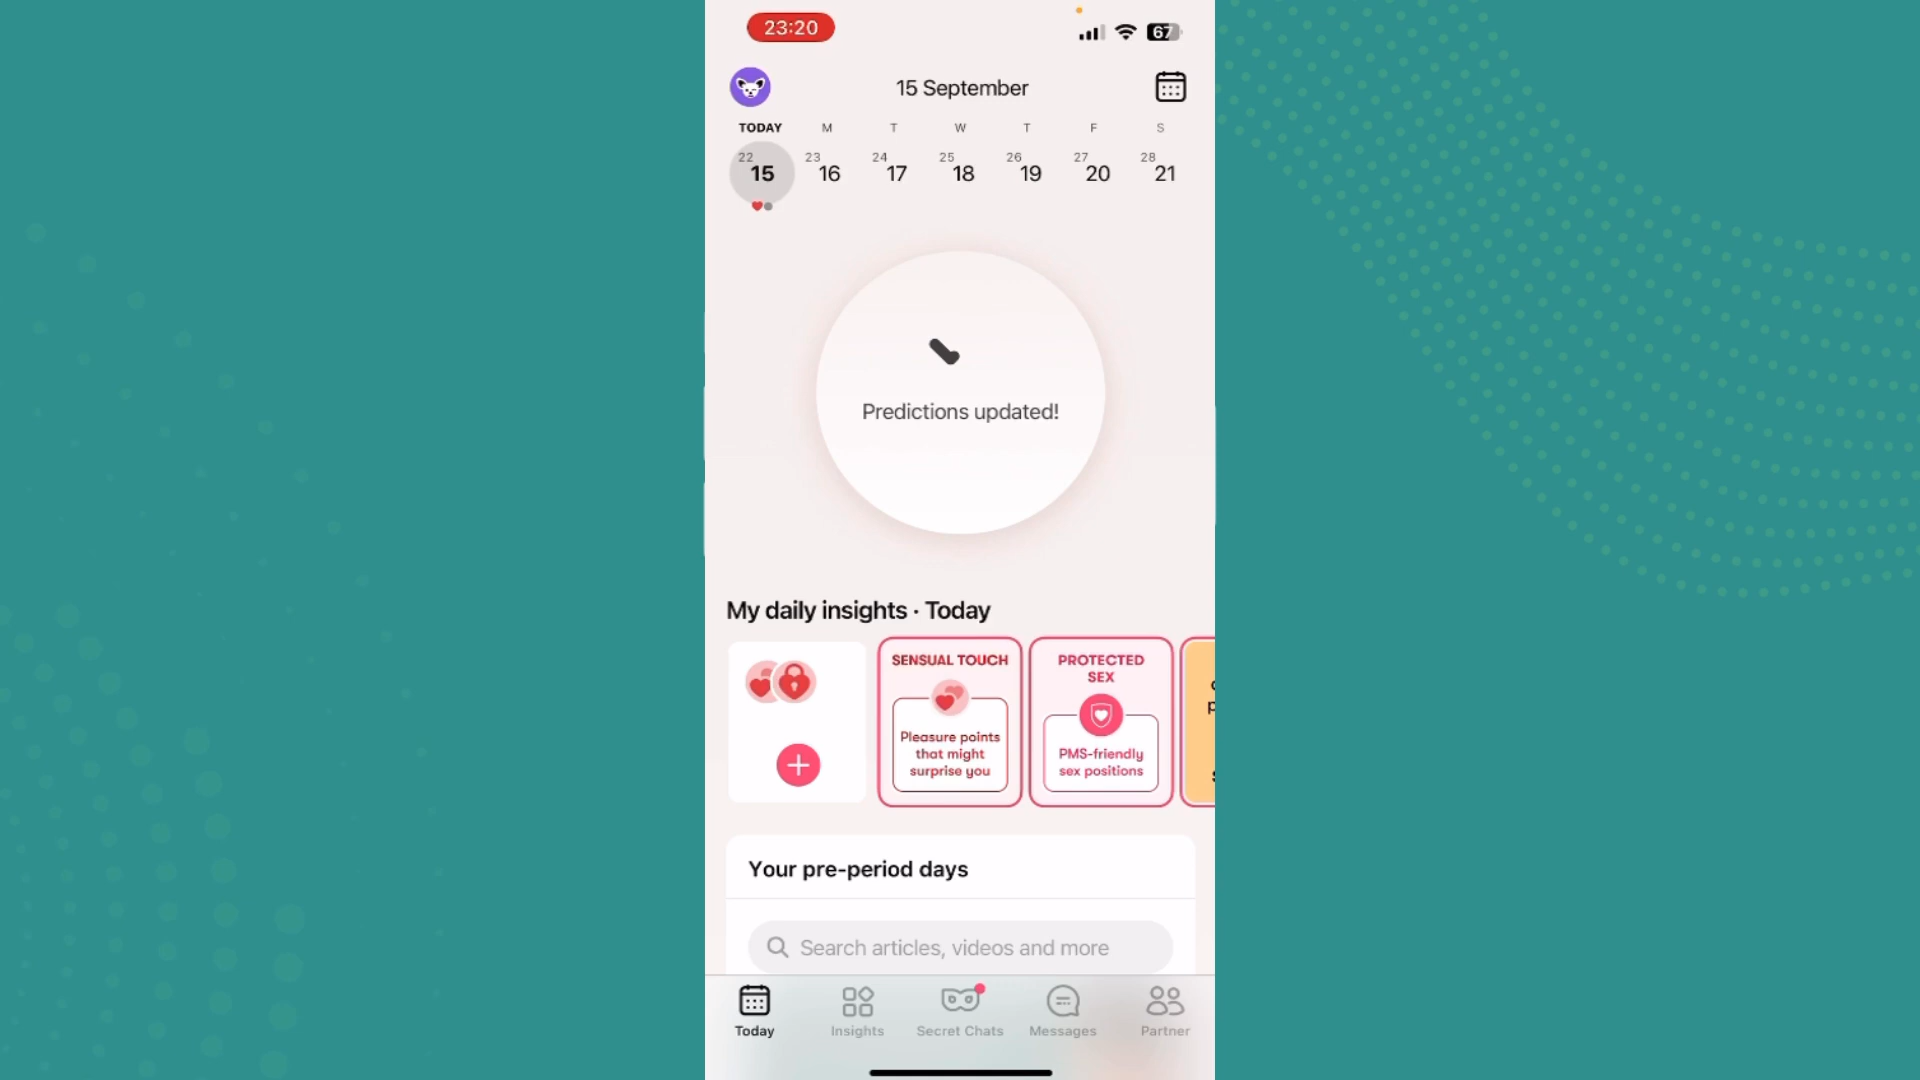 23:20
67
15 September
TODAY M T W T F S
22 23 24 25 26 27 28
15 16 17 18 19 20 21
Predictions updated!
My daily insights · Today
SENSUAL TOUCH
Pleasure points
that might
surprise you
PROTECTED
SEX
PMS-friendly
sex positions
Your pre-period days
Search articles, videos and more
Today Insights Secret Chats Messages Partner